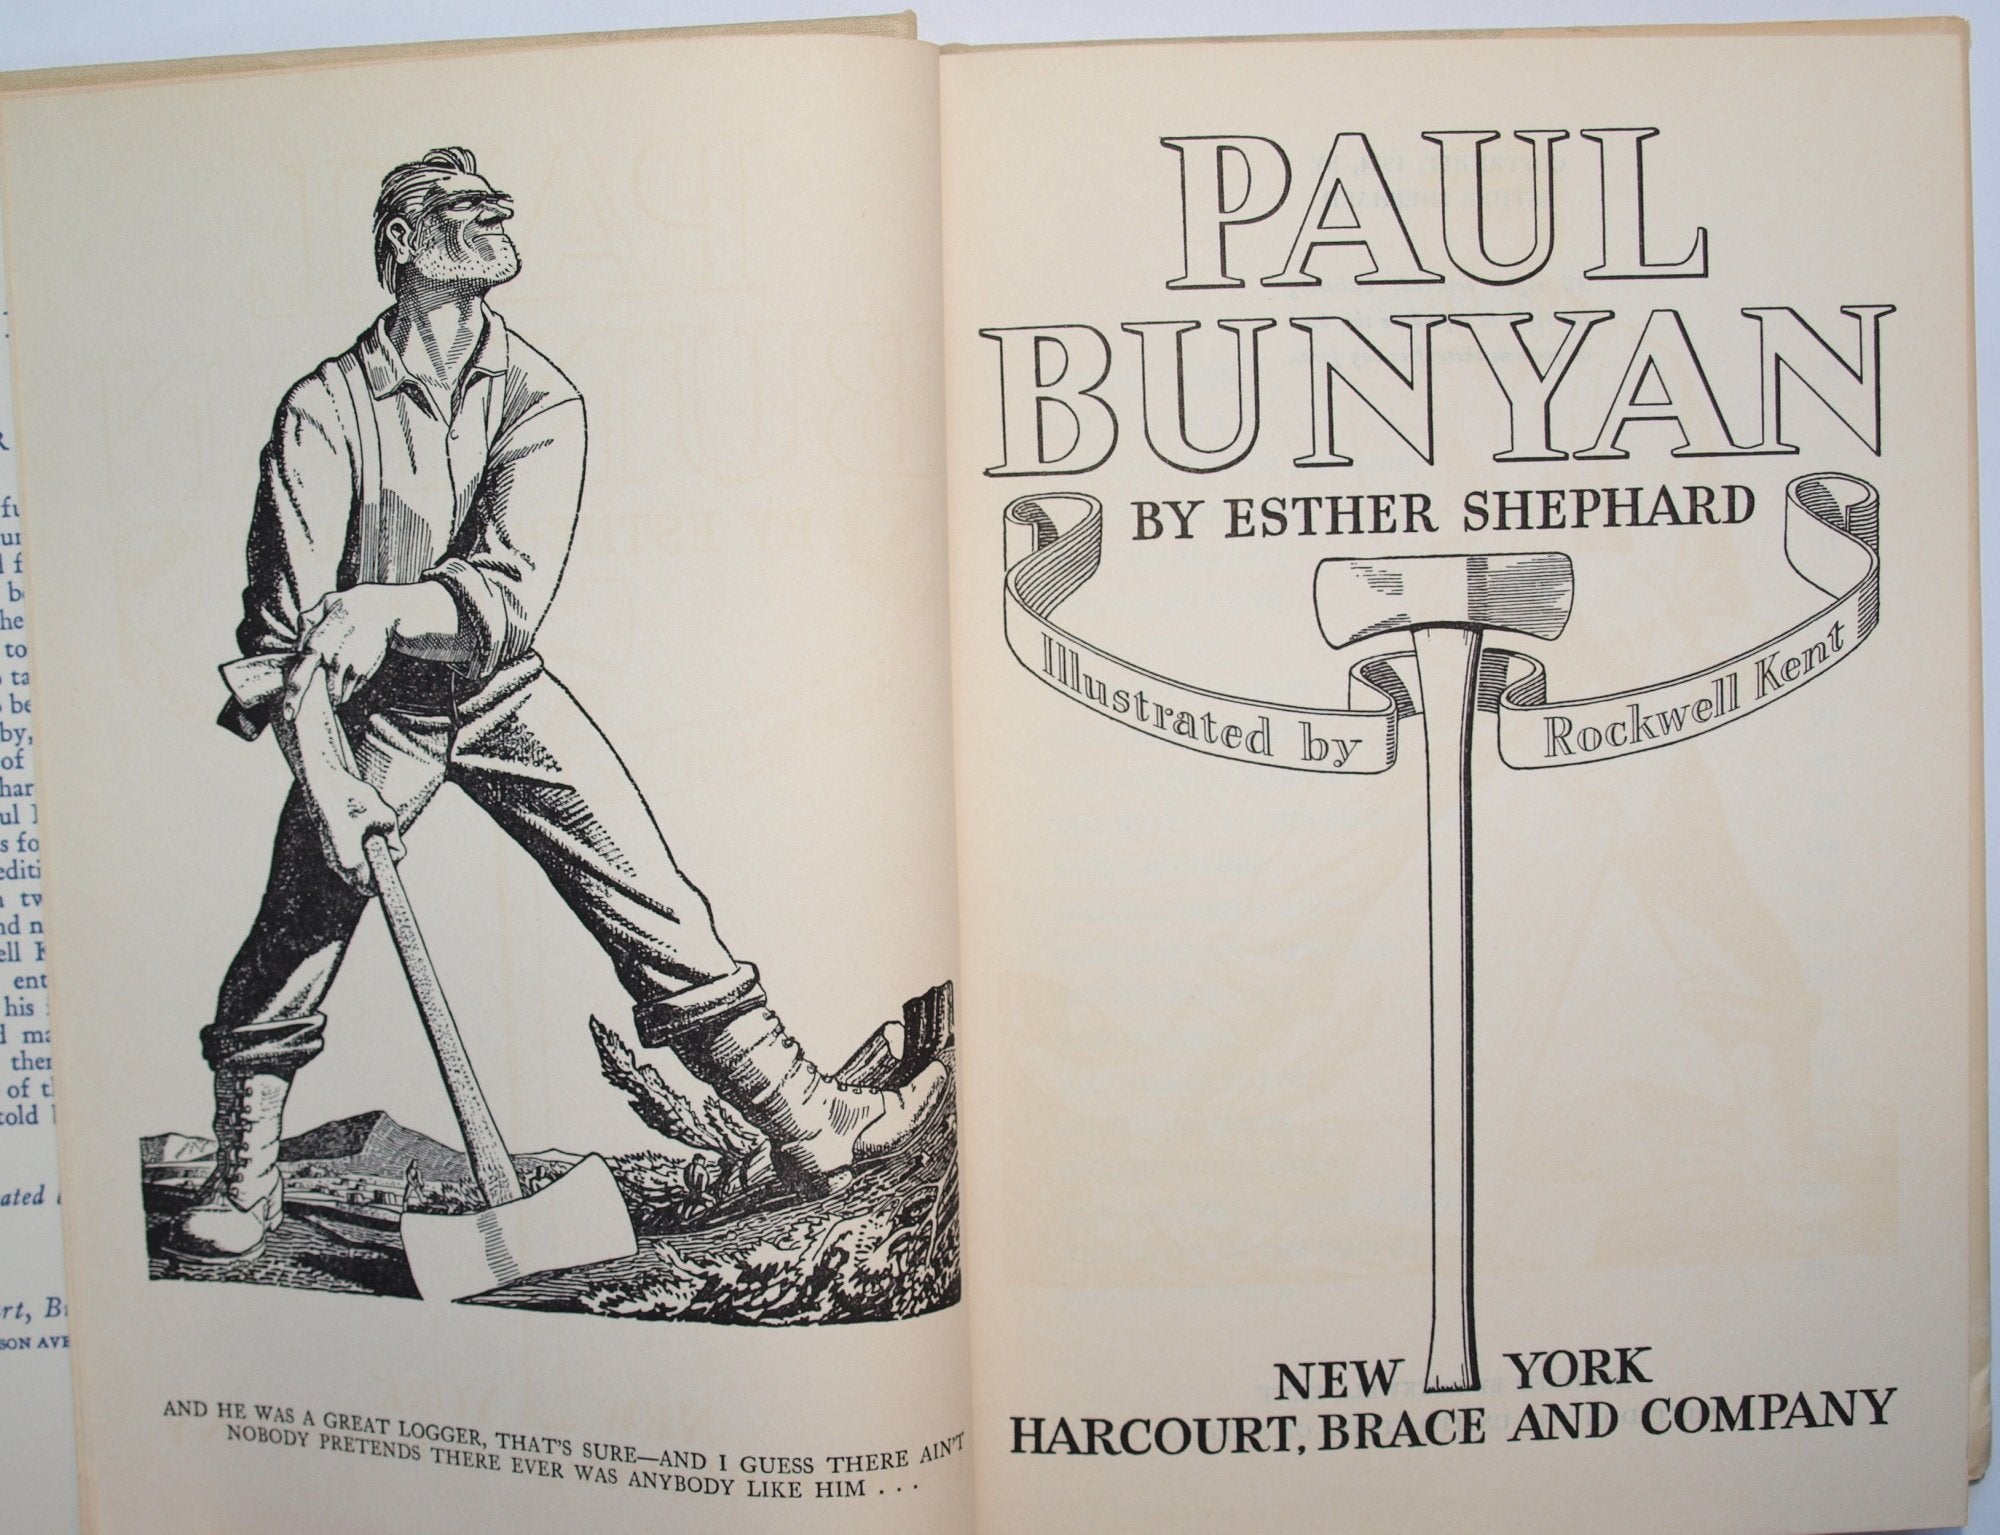 AND HE WAS A GREAT LOGGER, THAT'S SURE—AND I GUESS THERE AIN'T
NOBODY PRETENDS THERE EVER WAS ANYBODY LIKE HIM . . .
PAUL
BUNYAN
BY ESTHER SHEPHARD
Illustrated by Rockwell Kent
NEW YORK
HARCOURT, BRACE AND COMPANY